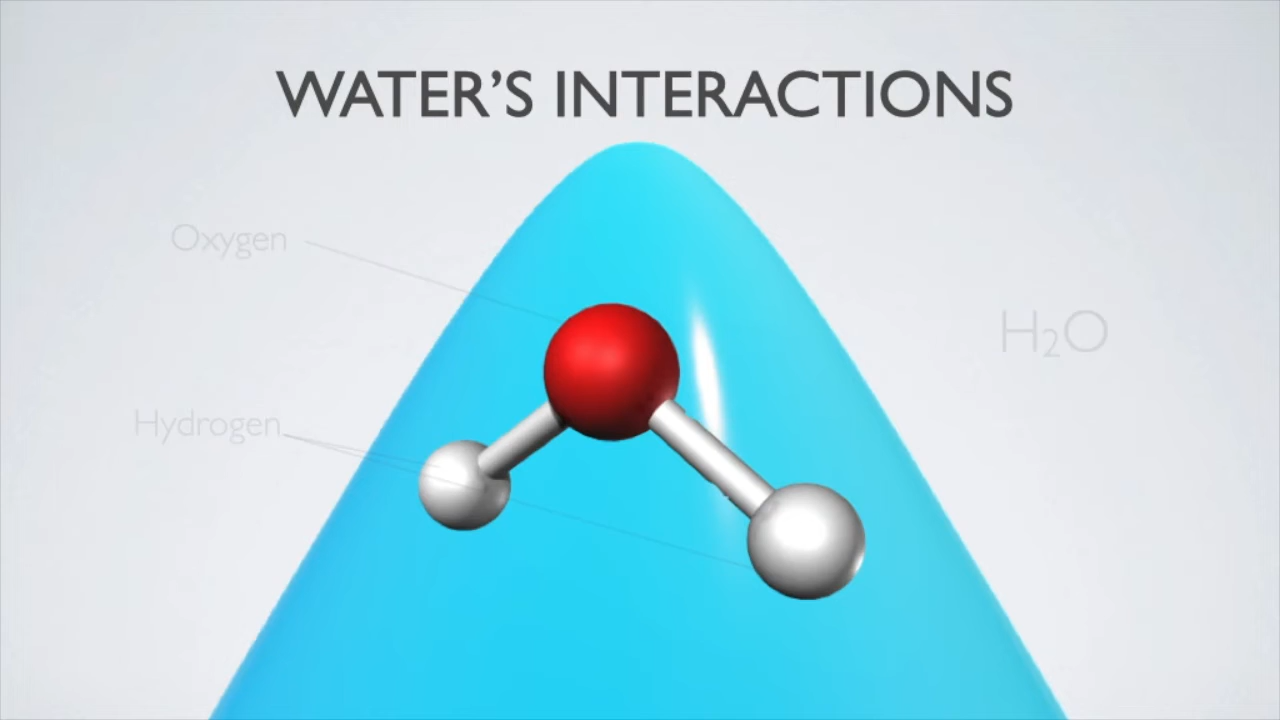 WATER’S INTERACTIONS
Oxygen
H₂O
Hydrogen